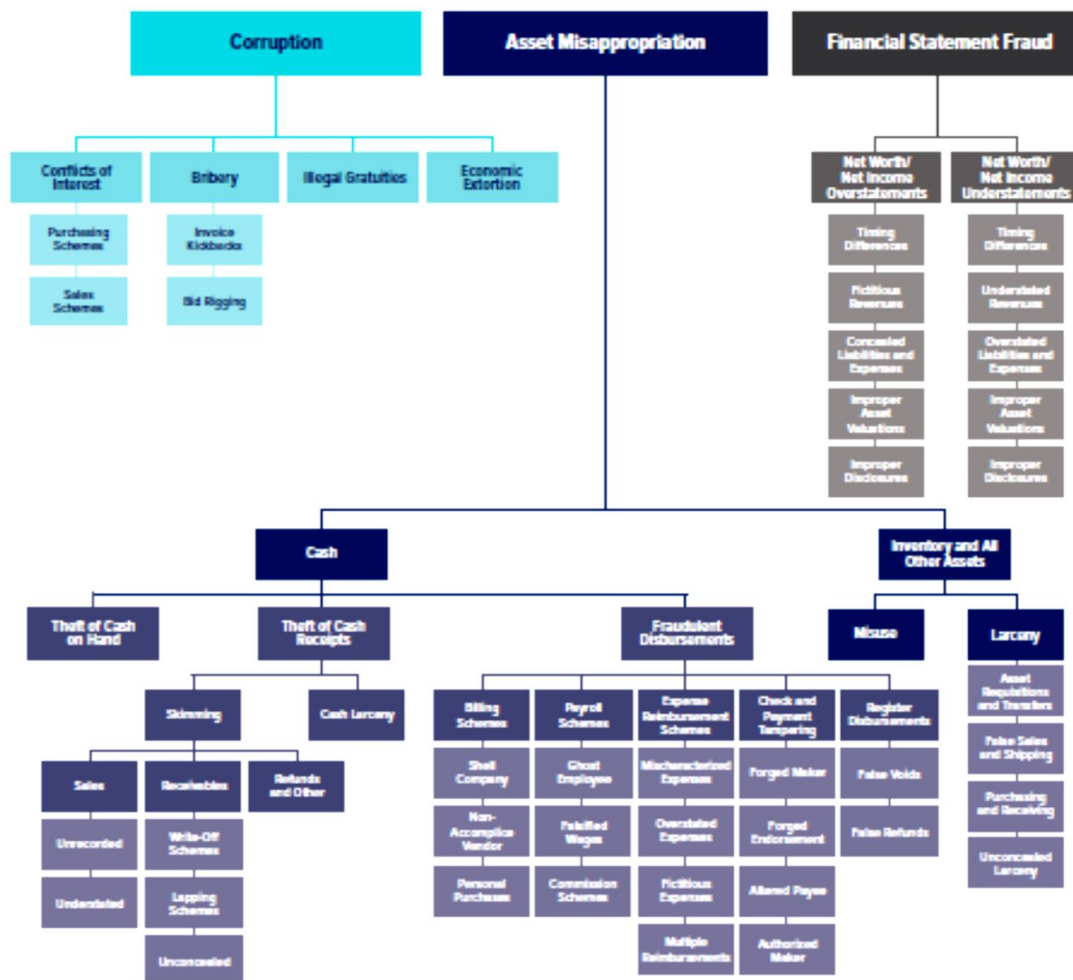 Corruption
Asset Misappropriation
Financial Statement Fraud
Conflicts of
Interest
Bribery
Illegal Gratuities
Economic
Extortion
Purchasing
Schemes
Sales
Schemes
Invoice
Kickbacks
Bid Rigging
Net Worth/
Net Income
Overstatements
Timing
Differences
Fictitious
Revenues
Concealed
Liabilities and
Expenses
Improper
Asset
Valuations
Improper
Disclosures
Net Worth/
Net Income
Understatements
Timing
Differences
Understated
Revenues
Overstated
Liabilities and
Expenses
Improper
Asset
Valuations
Improper
Disclosures
Cash
Inventory and All
Other Assets
Theft of Cash
on Hand
Theft of Cash
Receipts
Fraudulent
Disbursements
Misuse
Larceny
Skimming
Cash Larceny
Sales
Unrecorded
Understated
Receivables
Write-Off
Schemes
Lapping
Schemes
Unconcealed
Refunds
and Other
Billing
Schemes
Shell
Company
Non-
Accomplice
Vendor
Personal
Purchases
Payroll
Schemes
Ghost
Employee
Falsified
Wages
Commission
Schemes
Expense
Reimbursement
Schemes
Mischaracterized
Expenses
Overstated
Expenses
Fictitious
Expenses
Multiple
Reimbursements
Check and
Payment
Tampering
Forged Maker
Forged
Endorsement
Altered Payee
Authorized
Maker
Register
Disbursements
False Voids
False Refunds
Asset
Requisitions
and Transfers
False Sales
and Shipping
Purchasing
and Receiving
Unconcealed
Larceny